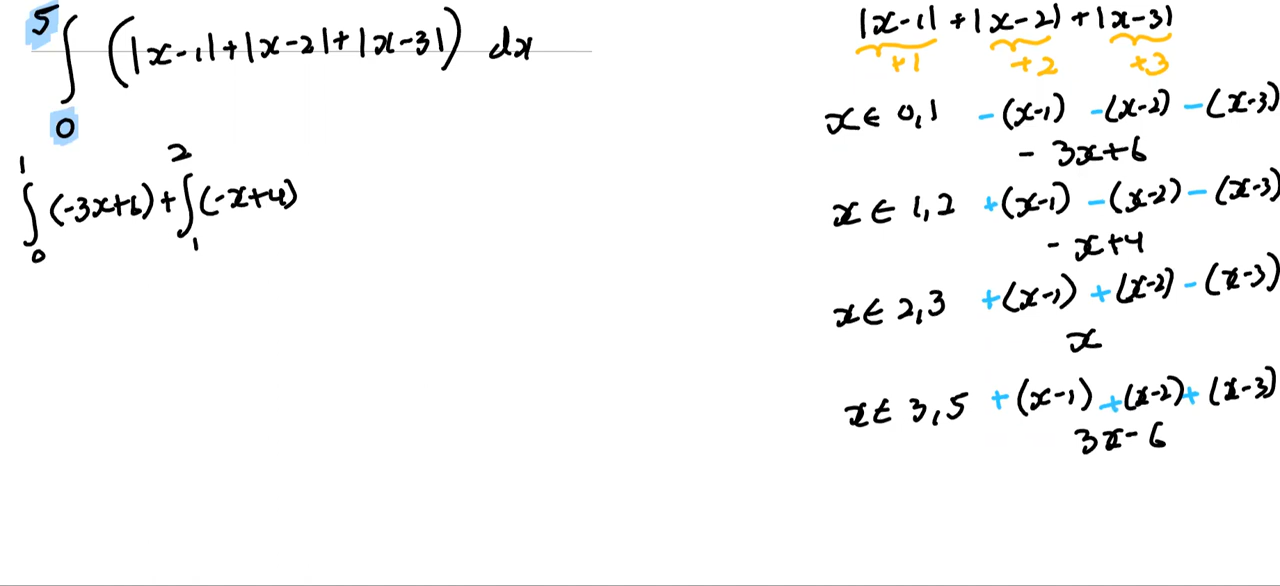 ∫₀⁵ (|x-1|+|x-2|+|x-3|) dx
∫₀¹ (-3x+6) + ∫₁² (-x+4)
|x-1| + |x-2| + |x-3|
+1 +2 +3
x ∈ 0,1 -(x-1) -(x-2) -(x-3)
- 3x+6
x ∈ 1,2 +(x-1) -(x-2) - (x-3)
- x+4
x ∈ 2,3 +(x-1) +(x-2) - (x-3)
x
x ∈ 3,5 +(x-1) +(x-2)+ (x-3)
3x-6